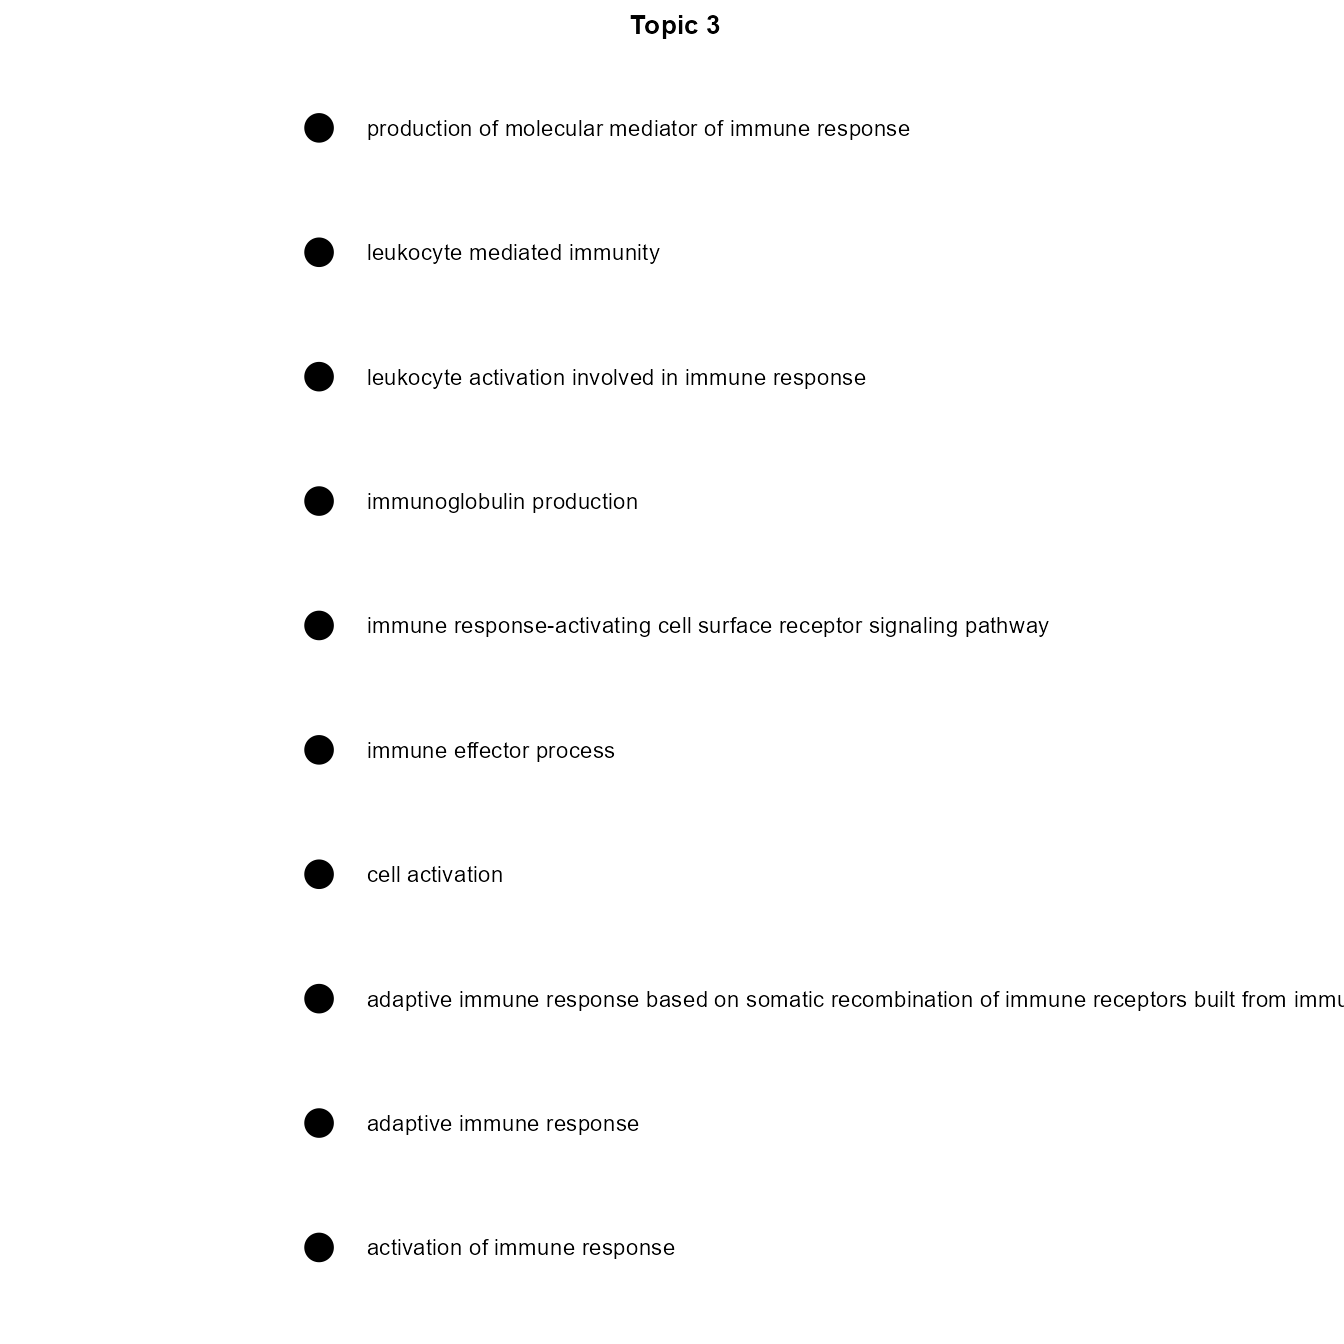 Topic 3
production of molecular mediator of immune response
leukocyte mediated immunity
leukocyte activation involved in immune response
immunoglobulin production
immune response-activating cell surface receptor signaling pathway
immune effector process
cell activation
adaptive immune response based on somatic recombination of immune receptors built from immu
adaptive immune response
activation of immune response